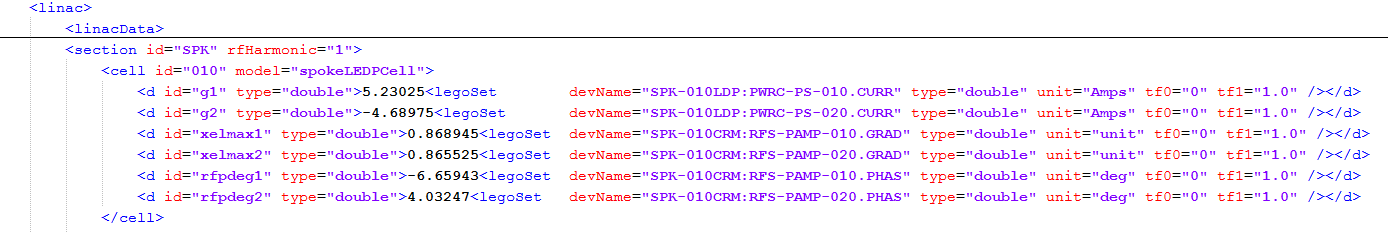 <linac>
<linacData>
<section id="SPK" rfHarmonic="1">
<cell id="010" model="spokeLEDPCell">
<d id="g1" type="double">5.23025<legoSet devName="SPK-010LDP:PWRC-PS-010.CURR" type="double" unit="Amps" tf0="0" tf1="1.0" /></d>
<d id="g2" type="double">-4.68975<legoSet devName="SPK-010LDP:PWRC-PS-020.CURR" type="double" unit="Amps" tf0="0" tf1="1.0" /></d>
<d id="xelmax1" type="double">0.868945<legoSet devName="SPK-010CRM:RFS-PAMP-010.GRAD" type="double" unit="unit" tf0="0" tf1="1.0" /></d>
<d id="xelmax2" type="double">0.865525<legoSet devName="SPK-010CRM:RFS-PAMP-020.GRAD" type="double" unit="unit" tf0="0" tf1="1.0" /></d>
<d id="rfpdeg1" type="double">-6.65943<legoSet devName="SPK-010CRM:RFS-PAMP-010.PHAS" type="double" unit="deg" tf0="0" tf1="1.0" /></d>
<d id="rfpdeg2" type="double">4.03247<legoSet devName="SPK-010CRM:RFS-PAMP-020.PHAS" type="double" unit="deg" tf0="0" tf1="1.0" /></d>
</cell>